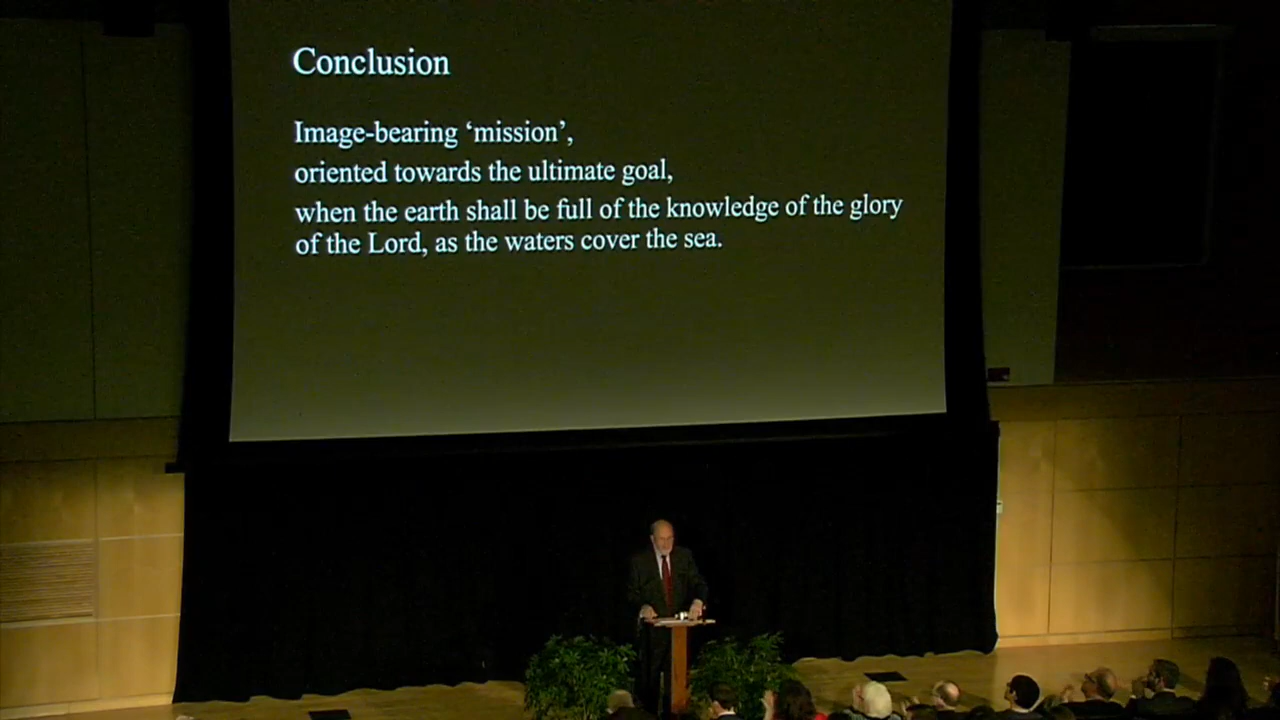 Conclusion
Image-bearing ‘mission’,
oriented towards the ultimate goal,
when the earth shall be full of the knowledge of the glory
of the Lord, as the waters cover the sea.